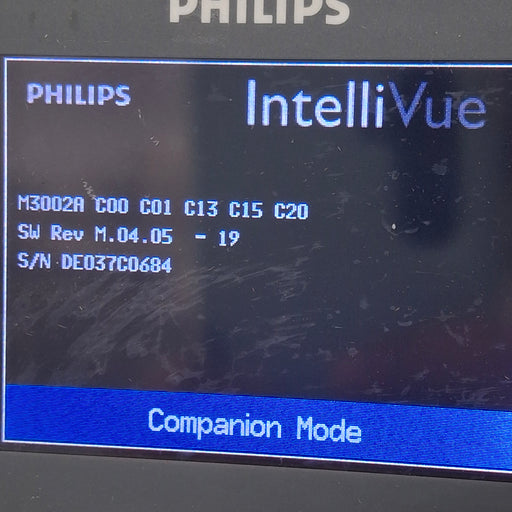 PHILIPS
PHILIPS IntelliVue
M3002A C00 C01 C13 C15 C20
SW Rev M.04.05 - 19
S/N DE037C0684
Companion Mode